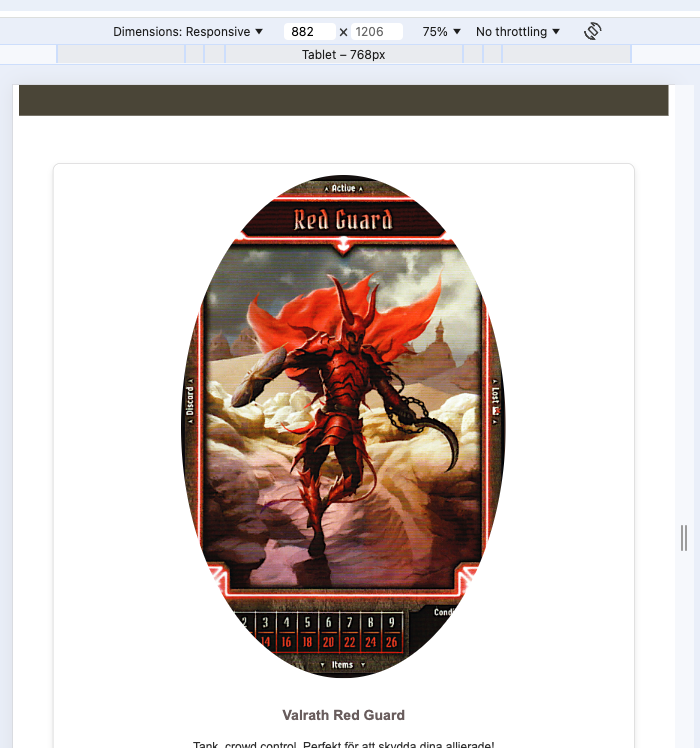 Dimensions: Responsive ▼ 882 × 1206 75% ▼ No throttling ▼
Tablet – 768px
Active
Red Guard
Discard
Lost
2 3 4 5 6 7 8 9
14 16 18 20 22 24 26
Items
Valrath Red Guard
Tank, crowd control. Perfekt för att skydda dina allierade!